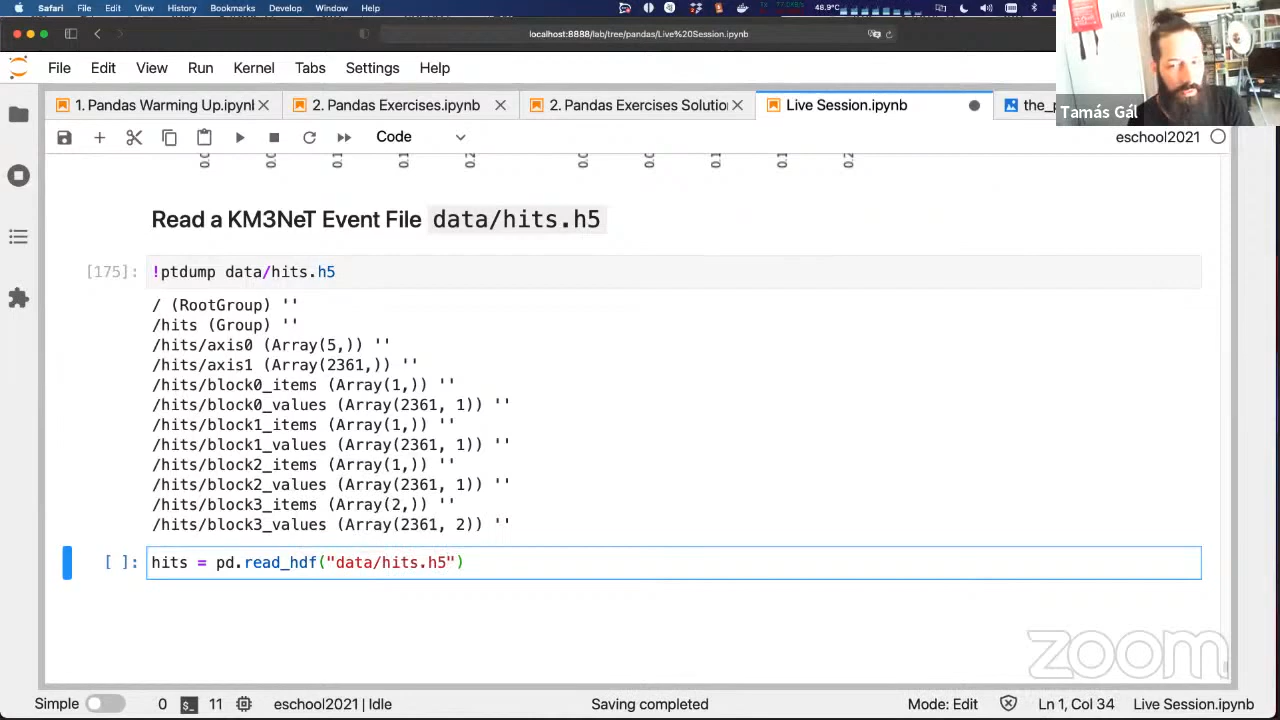 Safari File Edit View History Bookmarks Develop Window Help
48.9°C
localhost:8888/lab/tree/pandas/Live%20Session.ipynb
File Edit View Run Kernel Tabs Settings Help
1. Pandas Warming Up.ipynl
2. Pandas Exercises.ipynb
2. Pandas Exercises Solutio
Live Session.ipynb
the_p
Tamás Gál
Code
eschool2021
Read a KM3NeT Event File data/hits.h5
[175]: !ptdump data/hits.h5
/ (RootGroup) ''
/hits (Group) ''
/hits/axis0 (Array(5,)) ''
/hits/axis1 (Array(2361,)) ''
/hits/block0_items (Array(1,)) ''
/hits/block0_values (Array(2361, 1)) ''
/hits/block1_items (Array(1,)) ''
/hits/block1_values (Array(2361, 1)) ''
/hits/block2_items (Array(1,)) ''
/hits/block2_values (Array(2361, 1)) ''
/hits/block3_items (Array(2,)) ''
/hits/block3_values (Array(2361, 2)) ''
[ ]: hits = pd.read_hdf("data/hits.h5")
zoom
Simple 0 11 eschool2021 | Idle Saving completed Mode: Edit Ln 1, Col 34 Live Session.ipynb